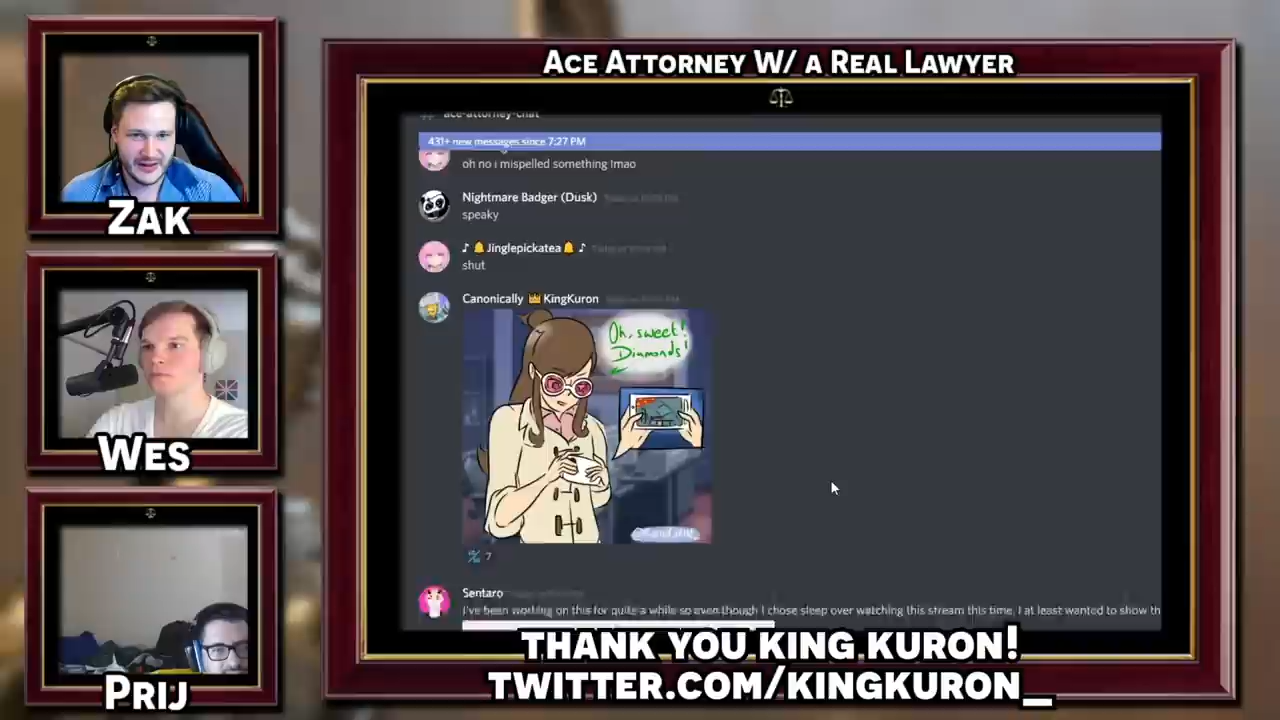 Ace Attorney W/ a Real Lawyer
ace-attorney-chat
431+ new messages since 7:27 PM
oh no i mispelled something lmao
Nightmare Badger (Dusk)
speaky
♪ 🔔 Jinglepickatea 🔔 ♪
shut
Canonically 👑 KingKuron
Oh, sweet!
Diamonds!
7
Sentaro
I've been working on this for quite a while so even though I chose sleep over watching this stream this time, I at least wanted to show th
Zak
Wes
Prij
THANK YOU KING KURON!
TWITTER.COM/KINGKURON_